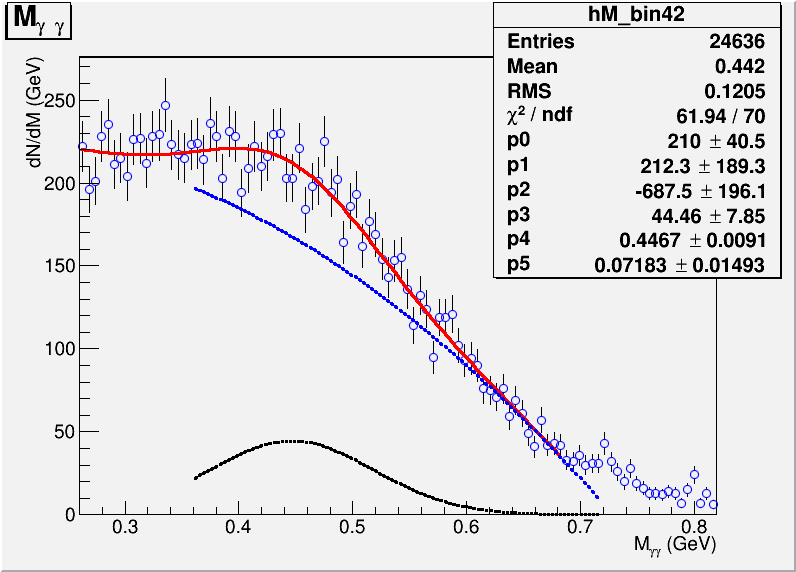 Mγ γ
hM_bin42
Entries 24636
Mean 0.442
RMS 0.1205
χ² / ndf 61.94 / 70
p0 210 ± 40.5
p1 212.3 ± 189.3
p2 -687.5 ± 196.1
p3 44.46 ± 7.85
p4 0.4467 ± 0.0091
p5 0.07183 ± 0.01493
dN/dM (GeV)
250
200
150
100
50
0
0.3 0.4 0.5 0.6 0.7 0.8
Mγγ (GeV)